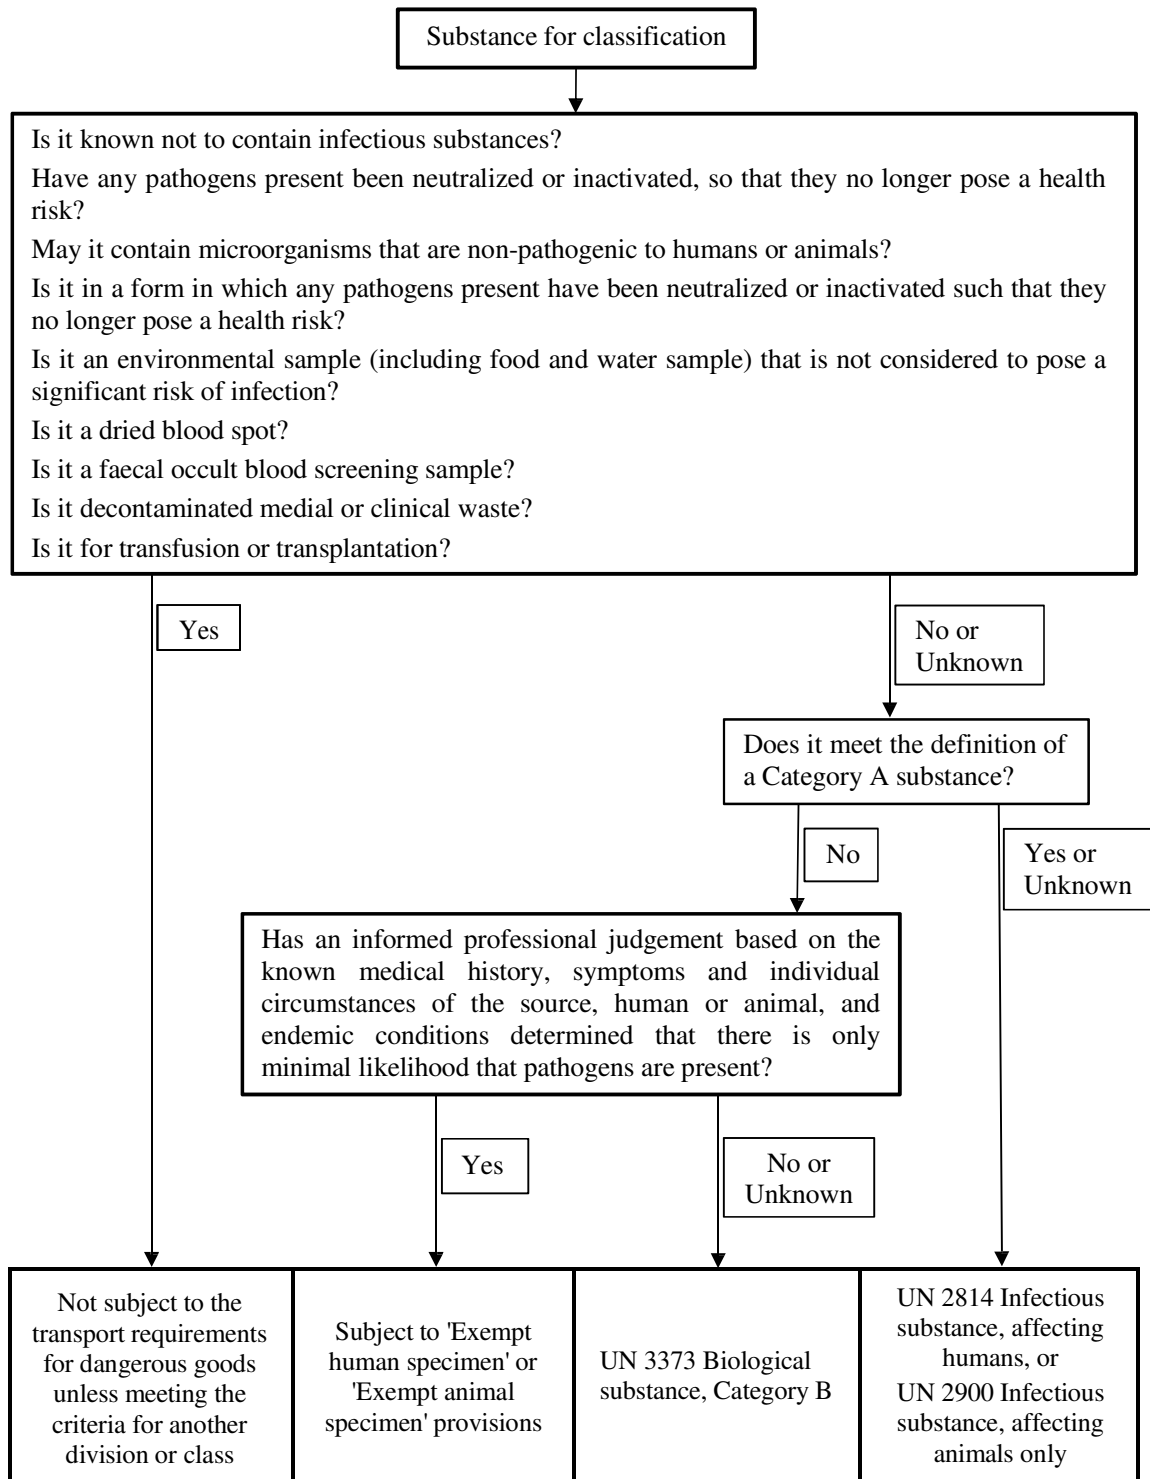 Substance for classification
Is it known not to contain infectious substances?
Have any pathogens present been neutralized or inactivated, so that they no longer pose a health
risk?
May it contain microorganisms that are non-pathogenic to humans or animals?
Is it in a form in which any pathogens present have been neutralized or inactivated such that they
no longer pose a health risk?
Is it an environmental sample (including food and water sample) that is not considered to pose a
significant risk of infection?
Is it a dried blood spot?
Is it a faecal occult blood screening sample?
Is it decontaminated medial or clinical waste?
Is it for transfusion or transplantation?
Yes
No or
Unknown
Does it meet the definition of
a Category A substance?
No
Yes or
Unknown
Has an informed professional judgement based on the
known medical history, symptoms and individual
circumstances of the source, human or animal, and
endemic conditions determined that there is only
minimal likelihood that pathogens are present?
Yes
No or
Unknown
Not subject to the
transport requirements
for dangerous goods
unless meeting the
criteria for another
division or class
Subject to 'Exempt
human specimen' or
'Exempt animal
specimen' provisions
UN 3373 Biological
substance, Category B
UN 2814 Infectious
substance, affecting
humans, or
UN 2900 Infectious
substance, affecting
animals only